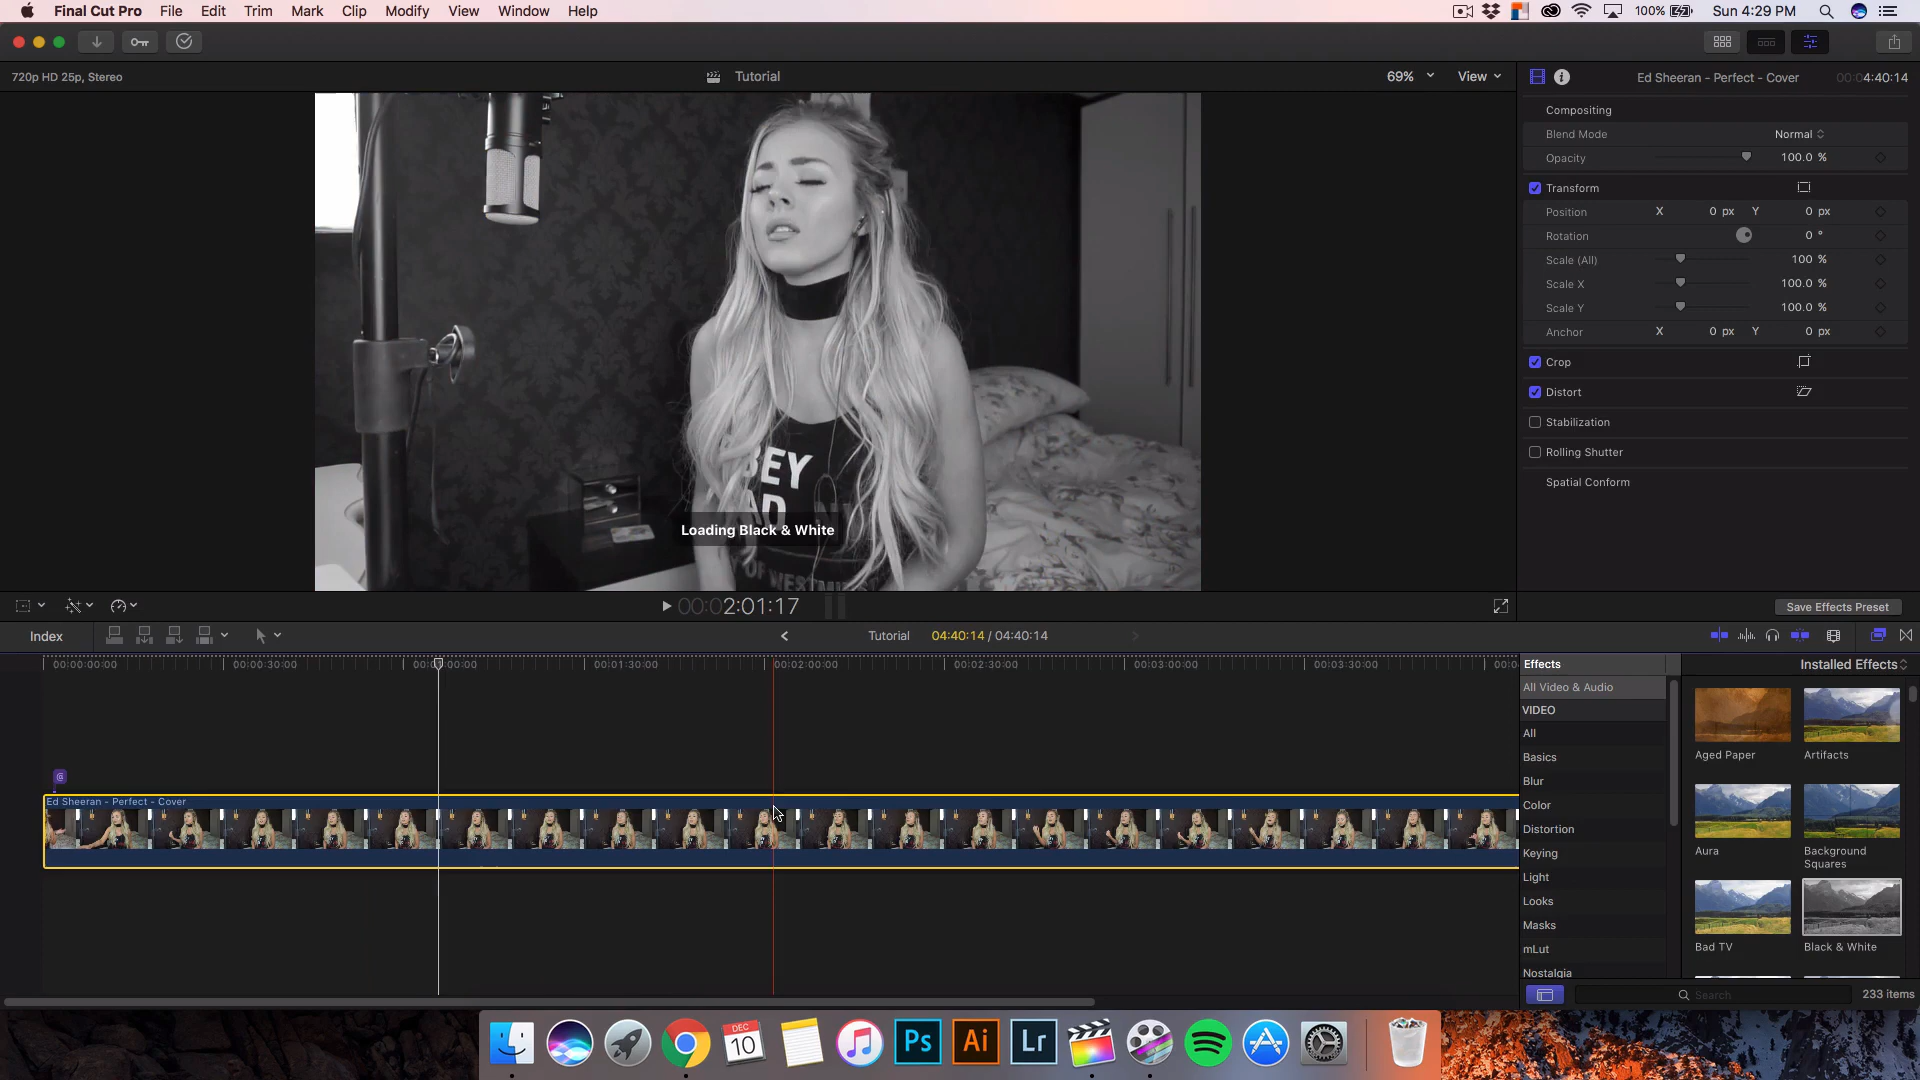 Final Cut Pro File Edit Trim Mark Clip Modify View Window Help 100% Sun 4:29 PM
720p HD 25p, Stereo Tutorial 69% View Ed Sheeran - Perfect - Cover 00:04:40:14
Compositing
Blend Mode Normal
Opacity 100.0 %
Transform
Position X 0 px Y 0 px
Rotation 0 °
Scale (All) 100 %
Scale X 100.0 %
Scale Y 100.0 %
Anchor X 0 px Y 0 px
Crop
Distort
Stabilization
Rolling Shutter
Spatial Conform
BEY
Loading Black & White
OF WESTMI
00:02:01:17 Save Effects Preset
Index Tutorial 04:40:14 / 04:40:14
00:00:00:00 00:00:30:00 00:01:30:00 00:02:00:00 00:02:30:00 00:03:00:00 00:03:30:00
Effects Installed Effects
All Video & Audio
VIDEO
All
Basics
Blur
Color
Distortion
Keying
Light
Looks
Masks
mLut
Nostalgia
Aged Paper Artifacts
Aura Background
Squares
Bad TV Black & White
Search 233 items
Ed Sheeran - Perfect - Cover
DEC
10
Ps Ai Lr